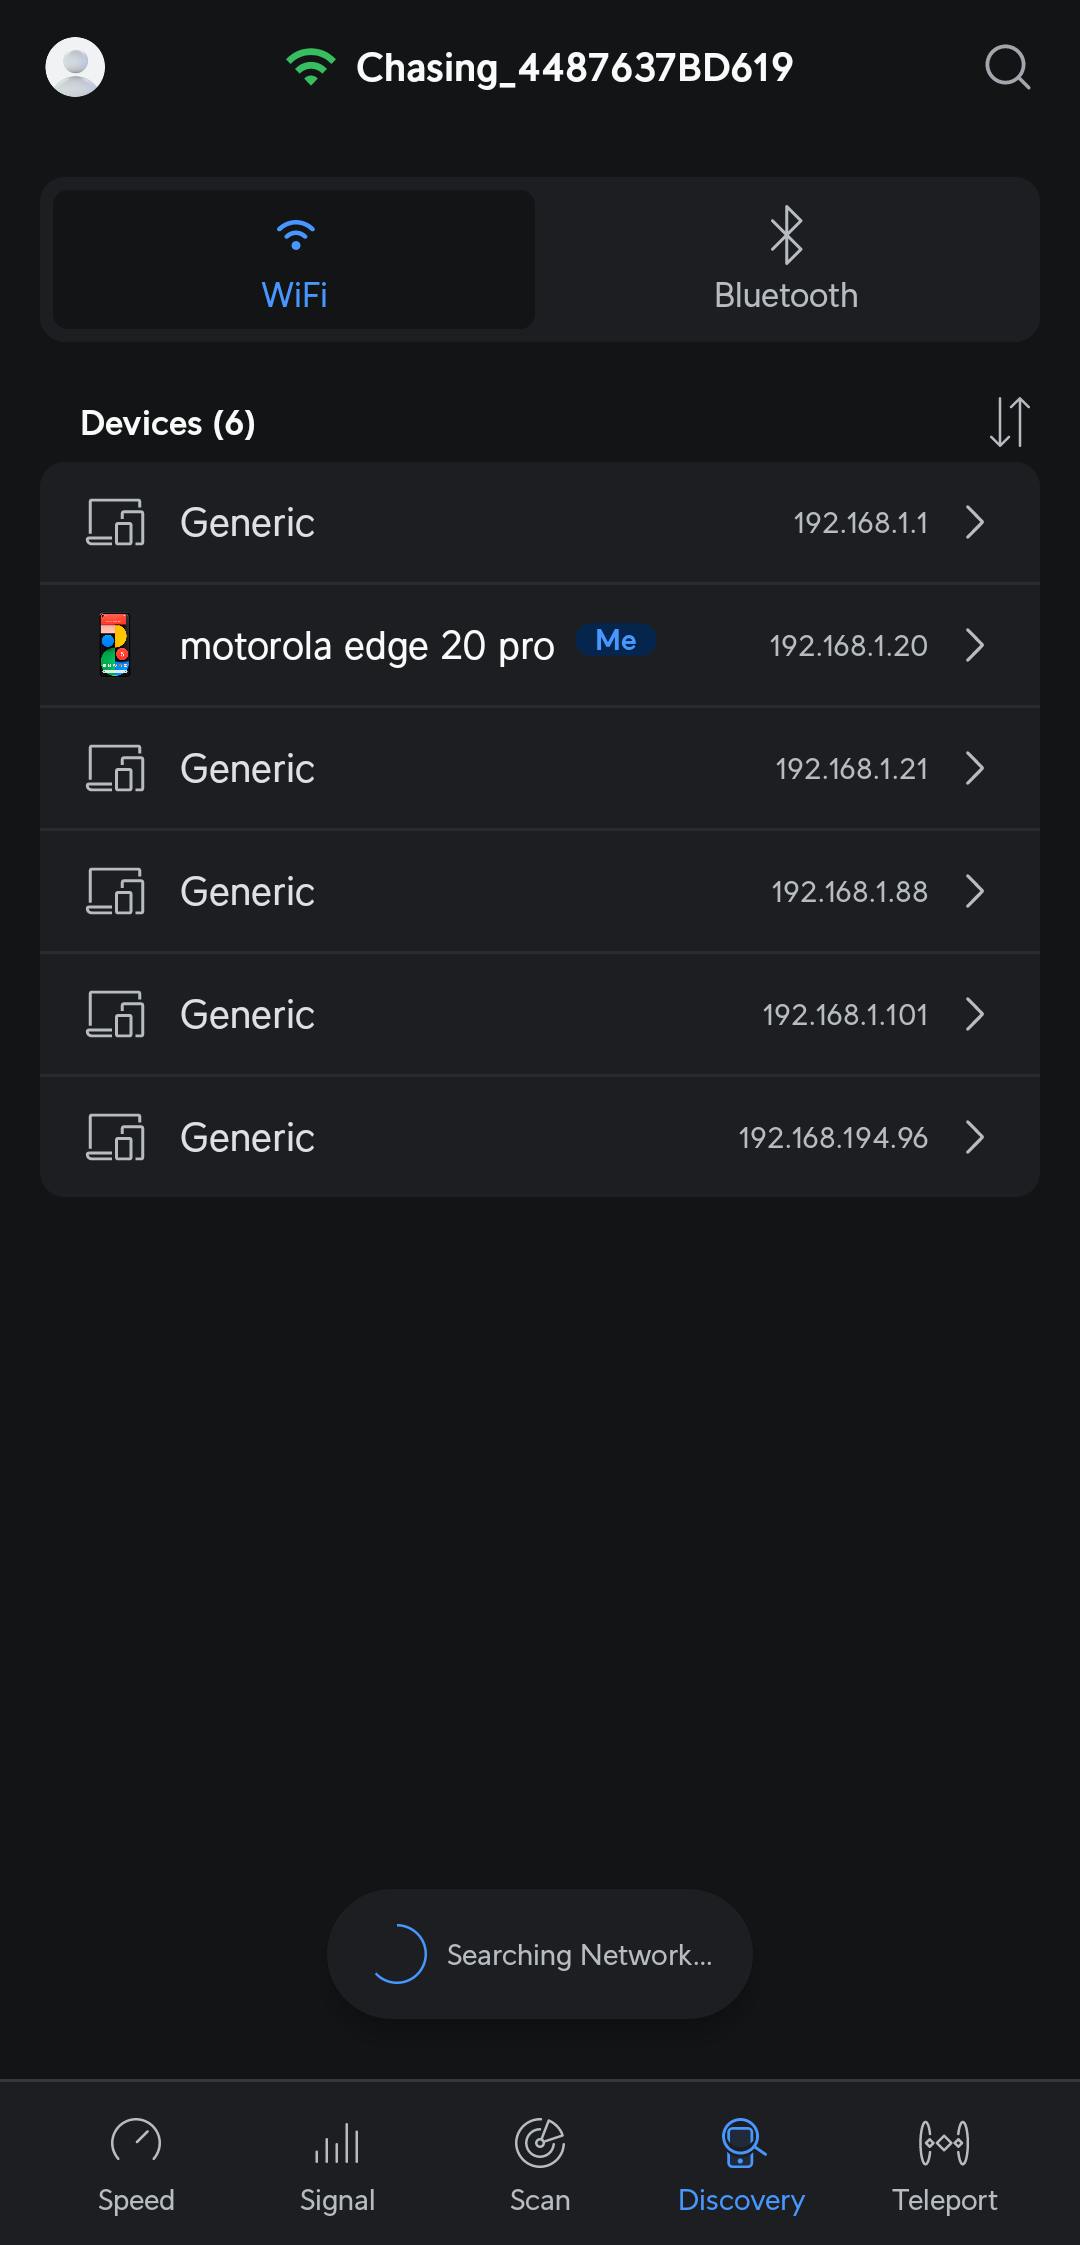 Chasing_4487637BD619
WiFi
Bluetooth
Devices (6)
Generic 192.168.1.1
motorola edge 20 pro Me 192.168.1.20
Generic 192.168.1.21
Generic 192.168.1.88
Generic 192.168.1.101
Generic 192.168.194.96
Searching Network...
Speed Signal Scan Discovery Teleport